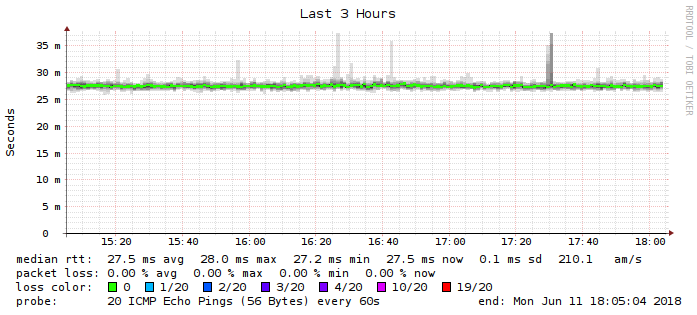 Last 3 Hours
RRDTOOL / TOBI OETIKER
Seconds
35 m
30 m
25 m
20 m
15 m
10 m
5 m
0
15:20 15:40 16:00 16:20 16:40 17:00 17:20 17:40 18:00
median rtt: 27.5 ms avg 28.0 ms max 27.2 ms min 27.5 ms now 0.1 ms sd 210.1 am/s
packet loss: 0.00 % avg 0.00 % max 0.00 % min 0.00 % now
loss color: 0 1/20 2/20 3/20 4/20 10/20 19/20
probe: 20 ICMP Echo Pings (56 Bytes) every 60s end: Mon Jun 11 18:05:04 2018